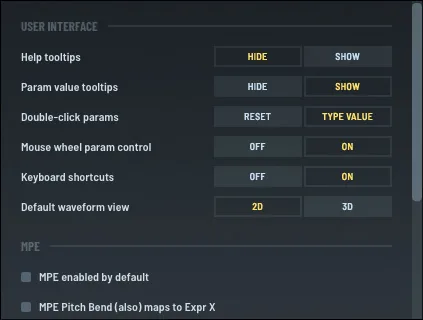 USER INTERFACE
Help tooltips HIDE SHOW
Param value tooltips HIDE SHOW
Double-click params RESET TYPE VALUE
Mouse wheel param control OFF ON
Keyboard shortcuts OFF ON
Default waveform view 2D 3D
MPE
MPE enabled by default
MPE Pitch Bend (also) maps to Expr X